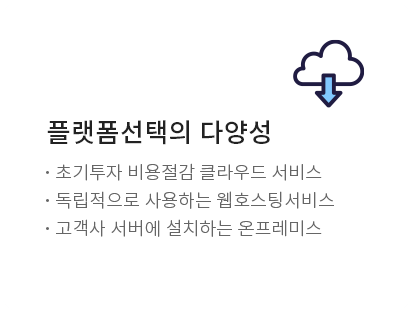 플랫폼선택의 다양성
· 초기투자 비용절감 클라우드 서비스
· 독립적으로 사용하는 웹호스팅서비스
· 고객사 서버에 설치하는 온프레미스